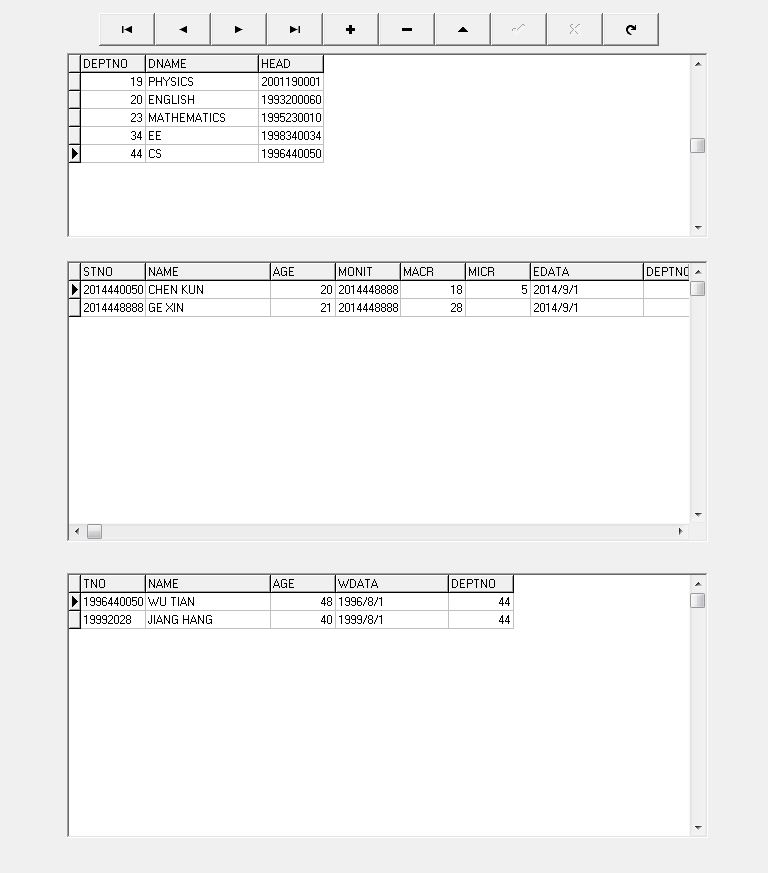 DEPTNO DNAME HEAD
19 PHYSICS 2001190001
20 ENGLISH 1993200060
23 MATHEMATICS 1995230010
34 EE 1998340034
44 CS 1996440050
STNO NAME AGE MONIT MACR MICR EDATA DEPTNO
2014440050 CHEN KUN 20 2014448888 18 5 2014/9/1
2014448888 GE XIN 21 2014448888 28 2014/9/1
TNO NAME AGE WDATA DEPTNO
1996440050 WU TIAN 48 1996/8/1 44
19992028 JIANG HANG 40 1999/8/1 44